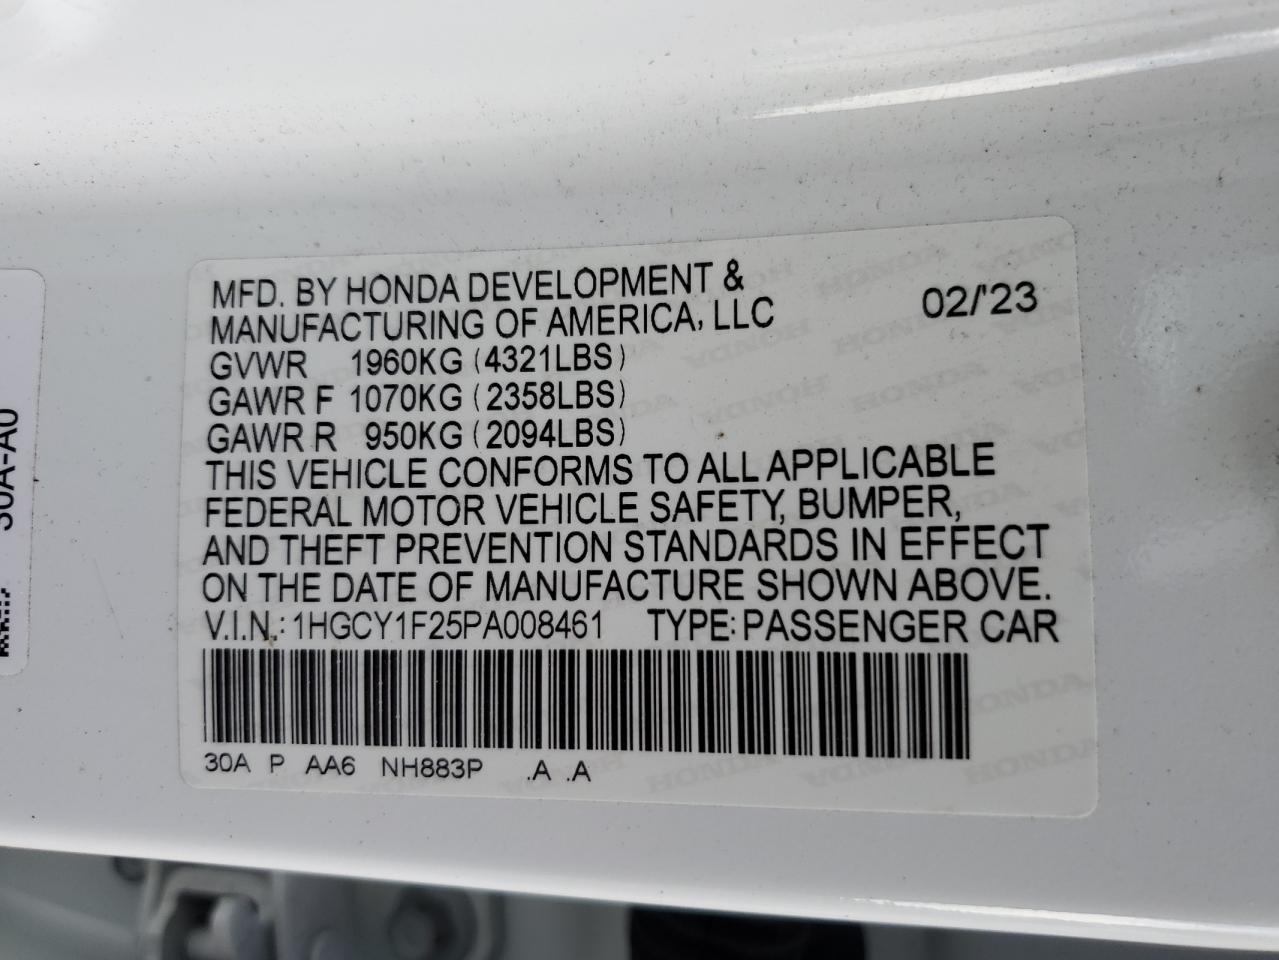 MFD. BY HONDA DEVELOPMENT & 02/'23
MANUFACTURING OF AMERICA, LLC
GVWR 1960KG (4321LBS)
GAWR F 1070KG (2358LBS)
GAWR R 950KG (2094LBS)
THIS VEHICLE CONFORMS TO ALL APPLICABLE
FEDERAL MOTOR VEHICLE SAFETY, BUMPER,
AND THEFT PREVENTION STANDARDS IN EFFECT
ON THE DATE OF MANUFACTURE SHOWN ABOVE.
V.I.N.: 1HGCY1F25PA008461 TYPE: PASSENGER CAR
30A P AA6 NH883P .A .A
30A-A0